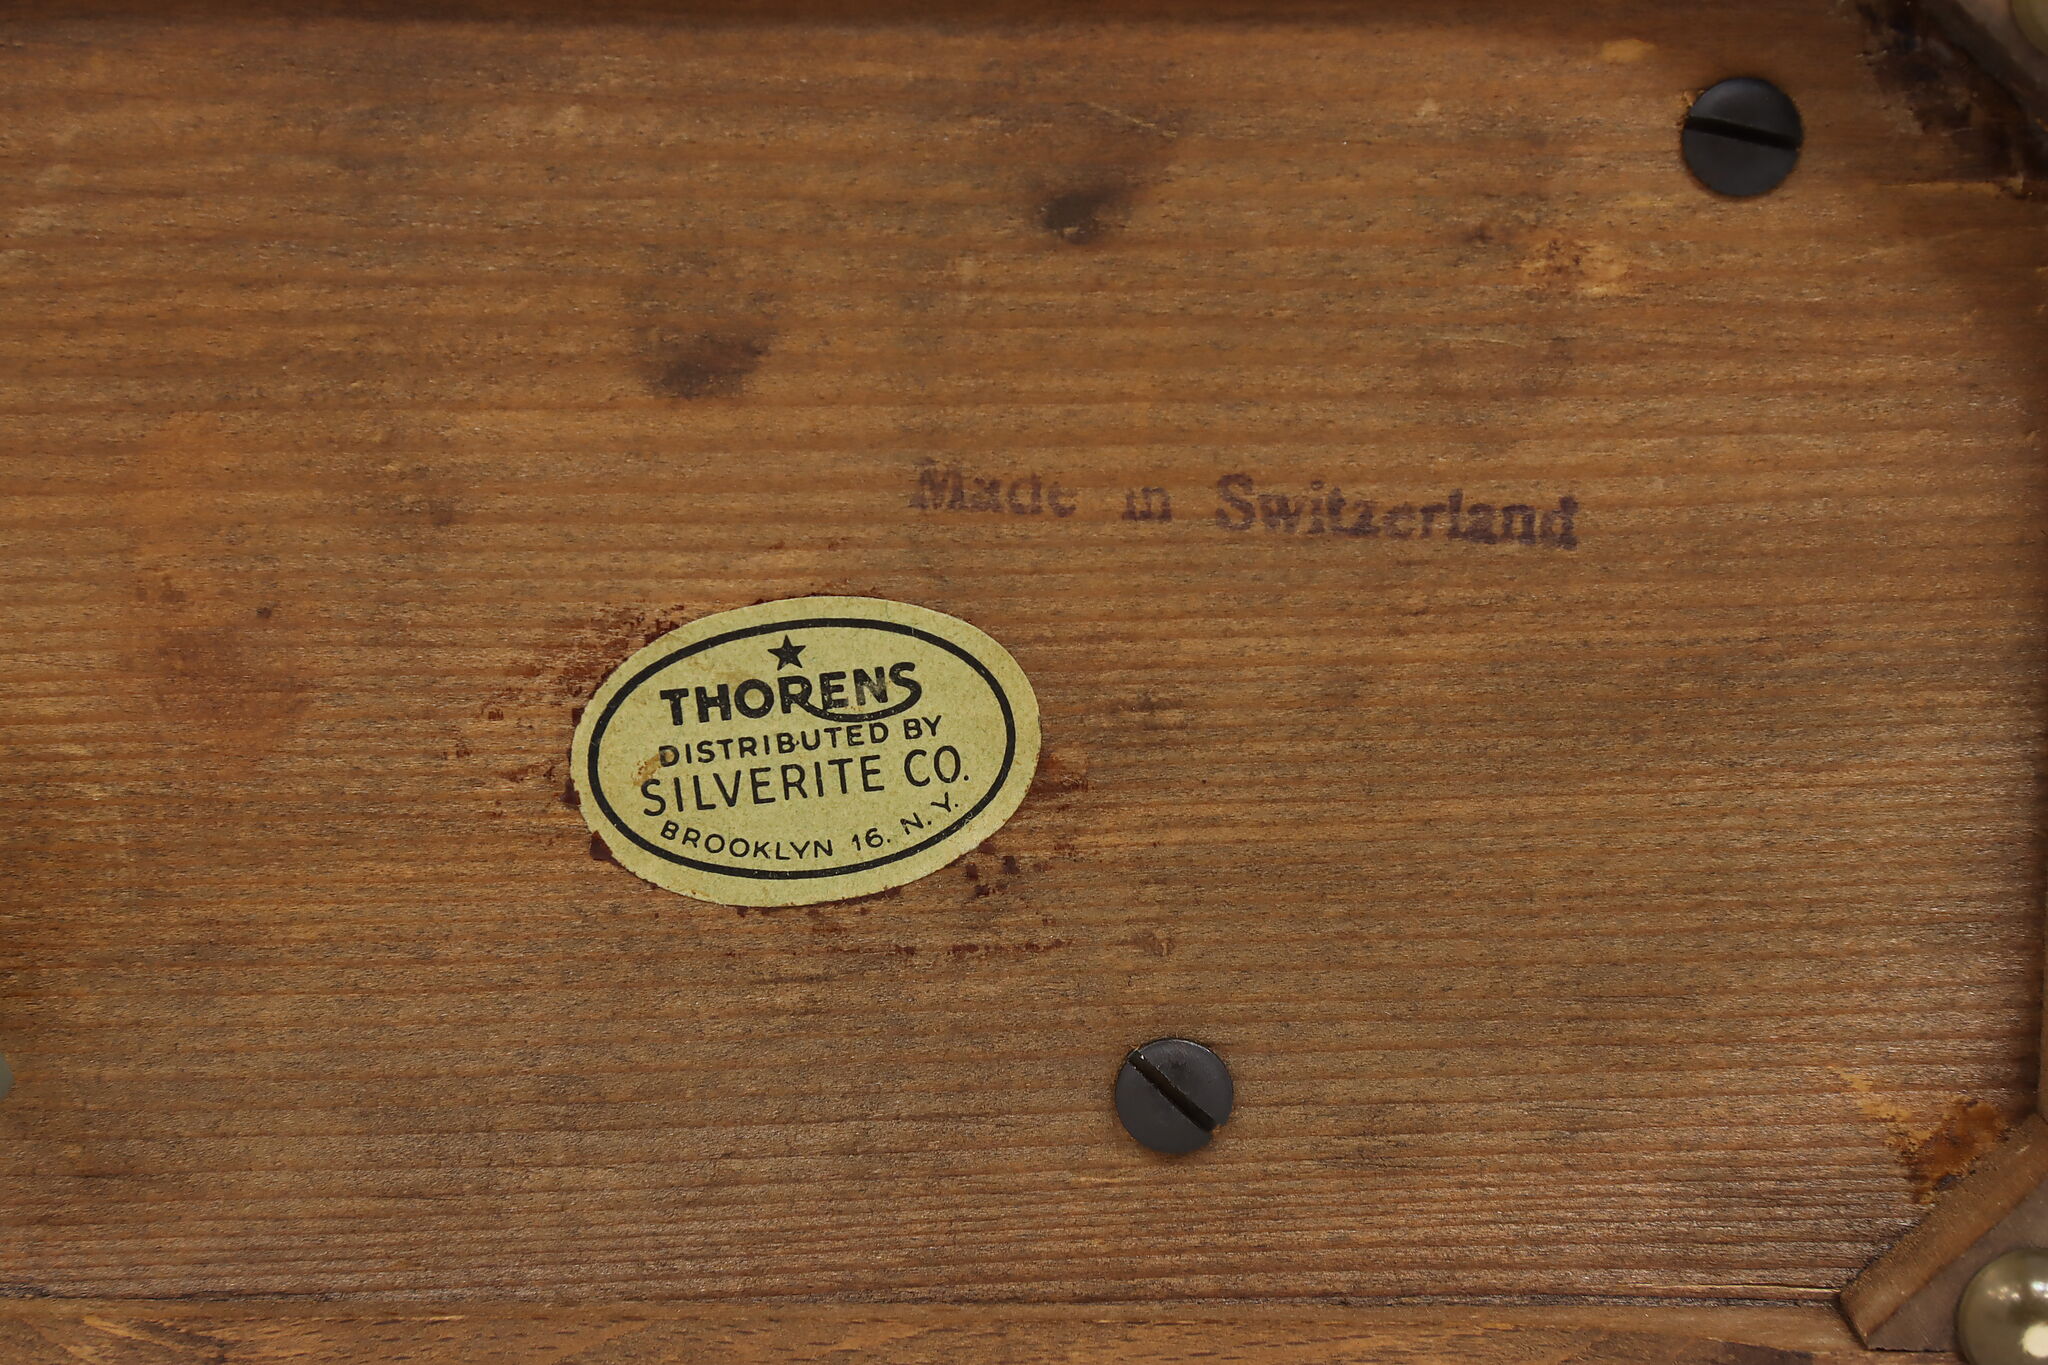 Made in Switzerland
THORENS
DISTRIBUTED BY
SILVERITE CO.
BROOKLYN 16. N.Y.